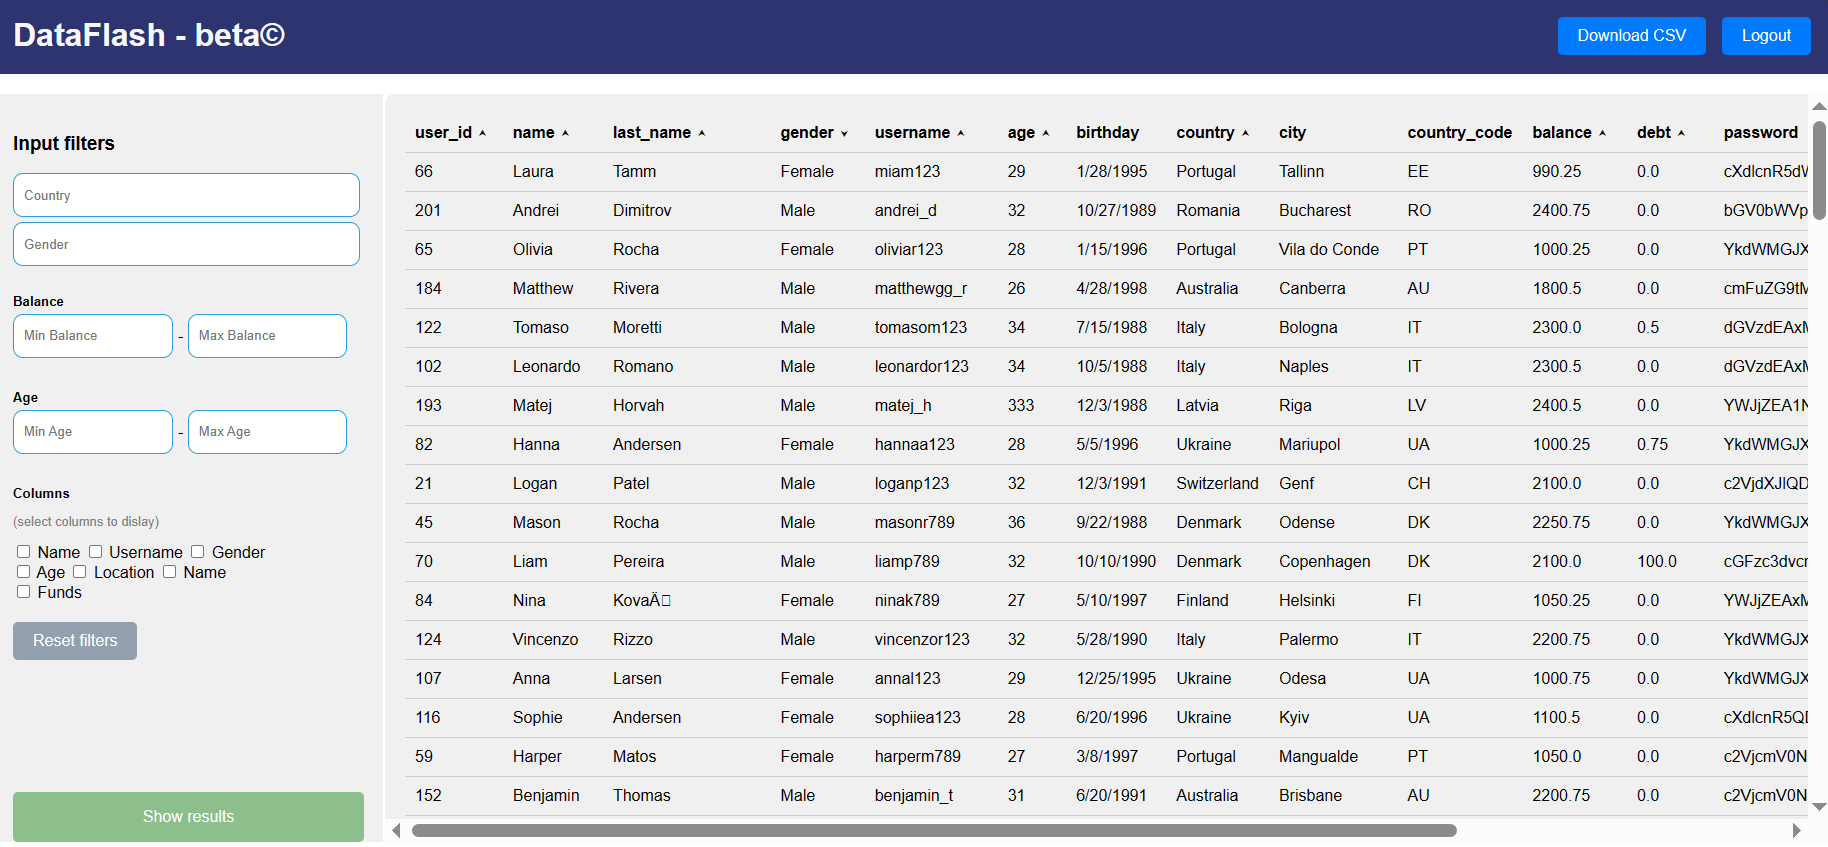 DataFlash - beta©
Download CSV
Logout
Input filters
Country
Gender
Balance
Min Balance - Max Balance
Age
Min Age - Max Age
Columns
(select columns to dislay)
Name Username Gender
Age Location Name
Funds
Reset filters
Show results
user_id name last_name gender username age birthday country city country_code balance debt password
66 Laura Tamm Female miam123 29 1/28/1995 Portugal Tallinn EE 990.25 0.0
201 Andrei Dimitrov Male andrei_d 32 10/27/1989 Romania Bucharest RO 2400.75 0.0 bGV0bWVp
65 Olivia Rocha Female oliviar123 28 1/15/1996 Portugal Vila do Conde PT 1000.25 0.0 YkdWMGJX
184 Matthew Rivera Male matthewgg_r 26 4/28/1998 Australia Canberra AU 1800.5 0.0
122 Tomaso Moretti Male tomasom123 34 7/15/1988 Italy Bologna IT 2300.0 0.5
102 Leonardo Romano Male leonardor123 34 10/5/1988 Italy Naples IT 2300.5 0.0
193 Matej Horvah Male matej_h 333 12/3/1988 Latvia Riga LV 2400.5 0.0
82 Hanna Andersen Female hannaa123 28 5/5/1996 Ukraine Mariupol UA 1000.25 0.75 YkdWMGJX
21 Logan Patel Male loganp123 32 12/3/1991 Switzerland Genf CH 2100.0 0.0
45 Mason Rocha Male masonr789 36 9/22/1988 Denmark Odense DK 2250.75 0.0 YkdWMGJX
70 Liam Pereira Male liamp789 32 10/10/1990 Denmark Copenhagen DK 2100.0 100.0
84 Nina KovaÄ Female ninak789 27 5/10/1997 Finland Helsinki FI 1050.25 0.0
124 Vincenzo Rizzo Male vincenzor123 32 5/28/1990 Italy Palermo IT 2200.75 0.0 YkdWMGJX
107 Anna Larsen Female annal123 29 12/25/1995 Ukraine Odesa UA 1000.75 0.0 YkdWMGJX
116 Sophie Andersen Female sophiiea123 28 6/20/1996 Ukraine Kyiv UA 1100.5 0.0
59 Harper Matos Female harperm789 27 3/8/1997 Portugal Mangualde PT 1050.0 0.0 c2VjcmV0N
152 Benjamin Thomas Male benjamin_t 31 6/20/1991 Australia Brisbane AU 2200.75 0.0 c2VjcmV0N